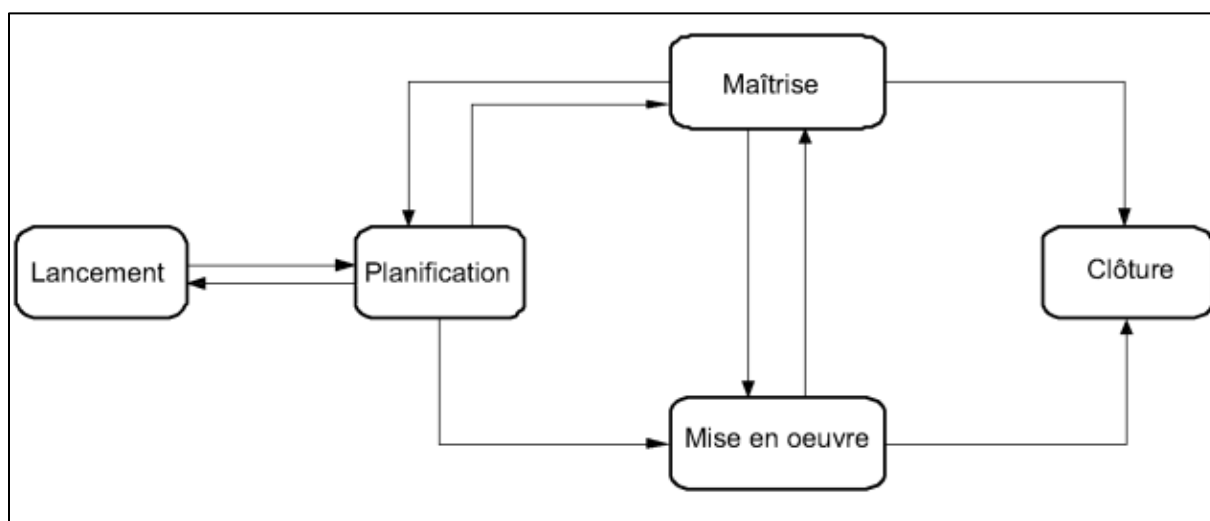 Maîtrise
Lancement
Planification
Clôture
Mise en oeuvre